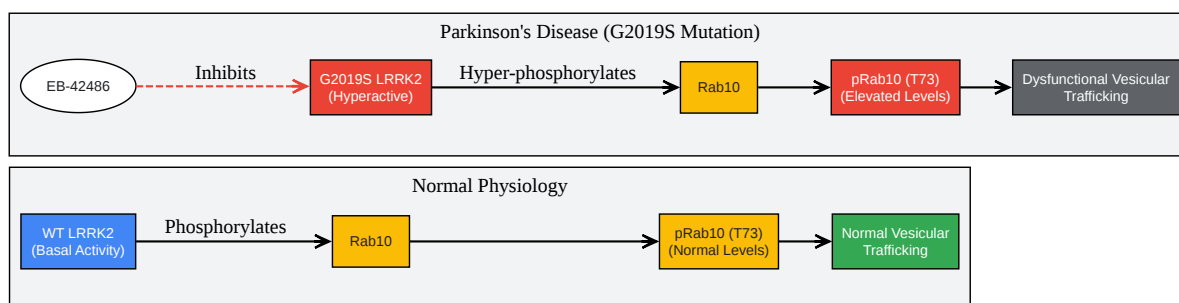 Parkinson's Disease (G2019S Mutation)
EB-42486
Inhibits
G2019S LRRK2
(Hyperactive)
Hyper-phosphorylates
Rab10
pRab10 (T73)
(Elevated Levels)
Dysfunctional Vesicular
Trafficking
Normal Physiology
WT LRRK2
(Basal Activity)
Phosphorylates
Rab10
pRab10 (T73)
(Normal Levels)
Normal Vesicular
Trafficking